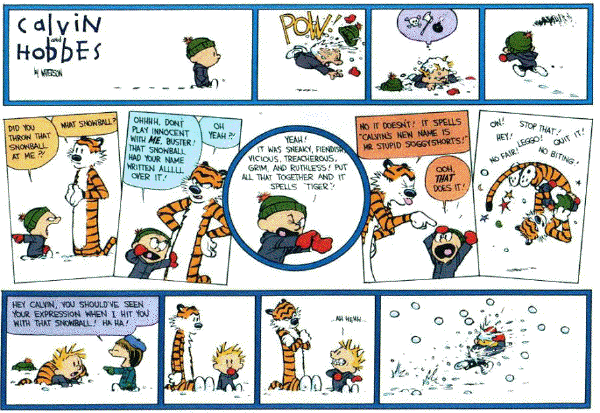 Calvin
and
Hobbes
by WATTERSON
POW!
DID YOU
THROW THAT
SNOWBALL
AT ME?!
WHAT SNOWBALL?
OHHHH, DON'T
PLAY INNOCENT
WITH ME, BUSTER!
THAT SNOWBALL
HAD YOUR NAME
WRITTEN ALLLL
OVER IT!
OH
YEAH?!
YEAH!
IT WAS SNEAKY, FIENDISH,
VICIOUS, TREACHEROUS,
GRIM, AND RUTHLESS! PUT
ALL THAT TOGETHER AND IT
SPELLS "TIGER"!
NO IT DOESN'T! IT SPELLS
"CALVIN'S NEW NAME IS
MR. STUPID SOGGYSHORTS!"
OOH,
THAT
DOES IT!
OW!
STOP THAT!
HEY!
QUIT IT!
LEGGO!
NO FAIR!
NO BITING!
HEY CALVIN, YOU SHOULD'VE SEEN
YOUR EXPRESSION WHEN I HIT YOU
WITH THAT SNOWBALL! HA HA!
AHEHHH..